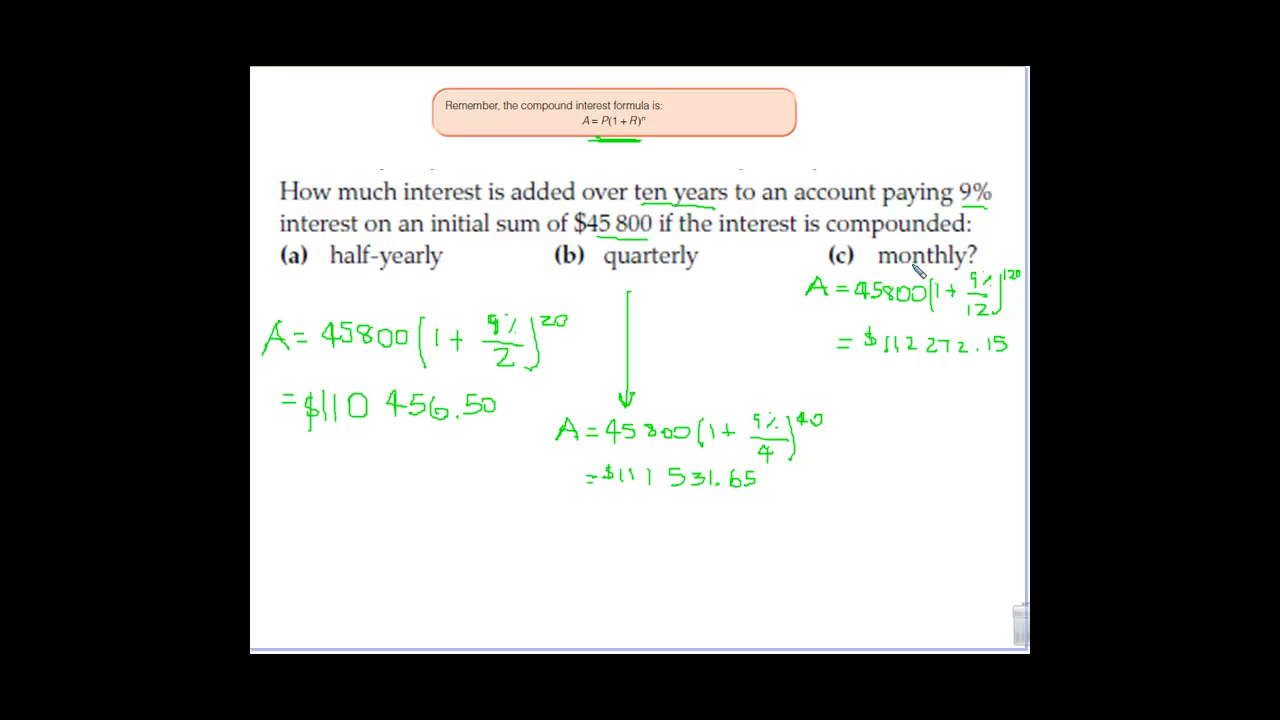 Remember, the compound interest formula is:
A = P(1 + R)ⁿ
How much interest is added over ten years to an account paying 9%
interest on an initial sum of $45 800 if the interest is compounded:
(a) half-yearly (b) quarterly (c) monthly?
A = 45800(1 + 9%/12)^120
= $112 272.15
A = 45800(1 + 9%/2)^20
= $110 456.50
A = 45800(1 + 9%/4)^40
= $111 531.65